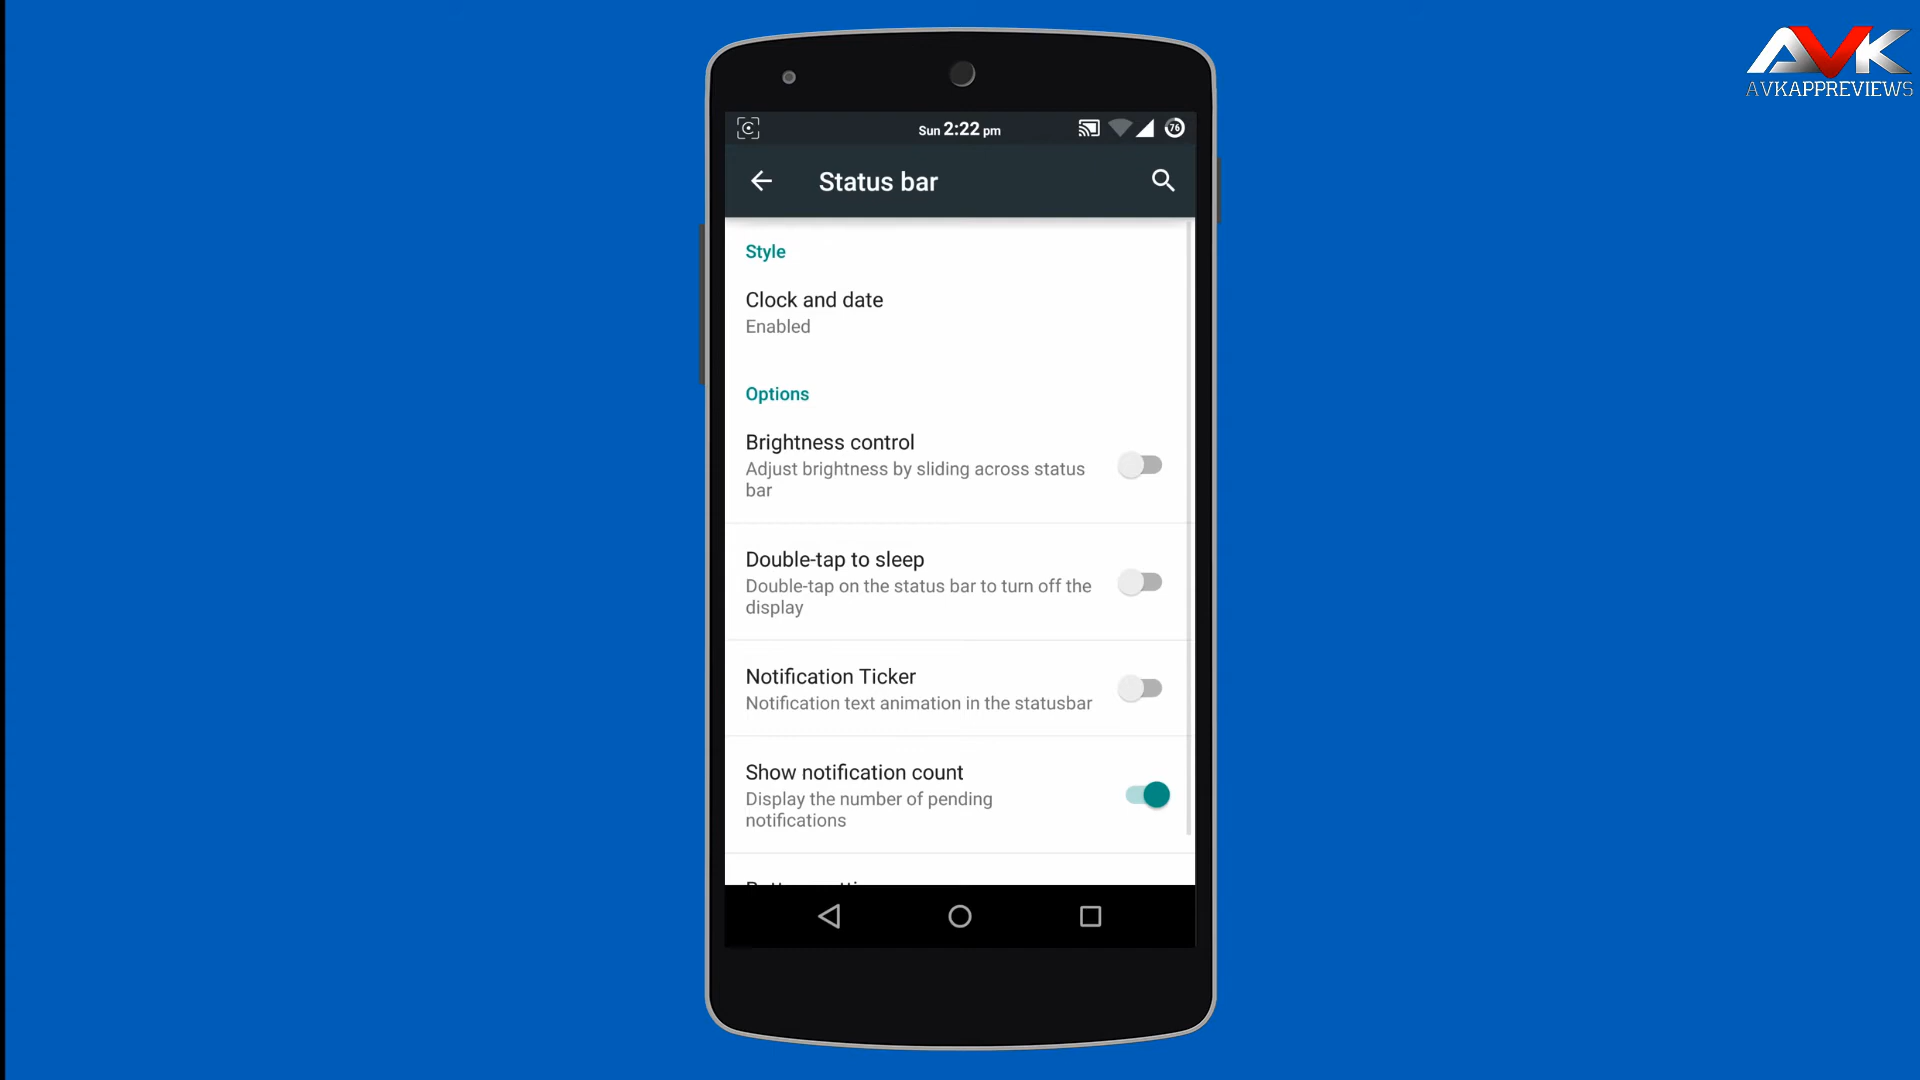 AVK
AVKAPPREVIEWS
Sun 2:22 pm
76
Status bar
Style
Clock and date
Enabled
Options
Brightness control
Adjust brightness by sliding across status
bar
Double-tap to sleep
Double-tap on the status bar to turn off the
display
Notification Ticker
Notification text animation in the statusbar
Show notification count
Display the number of pending
notifications